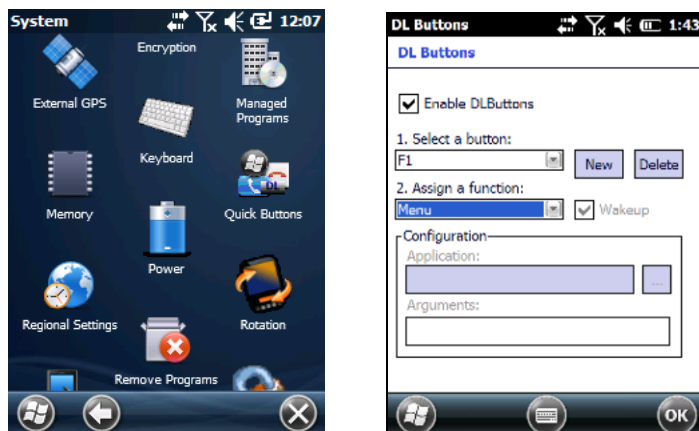 System 12:07
Encryption
External GPS
Managed
Programs
Keyboard
Memory
DL
Quick Buttons
Power
Regional Settings
Rotation
Remove Programs
DL Buttons 1:43
DL Buttons
Enable DLButtons
1. Select a button:
F1
New
Delete
2. Assign a function:
Menu
Wakeup
Configuration
Application:
...
Arguments:
OK